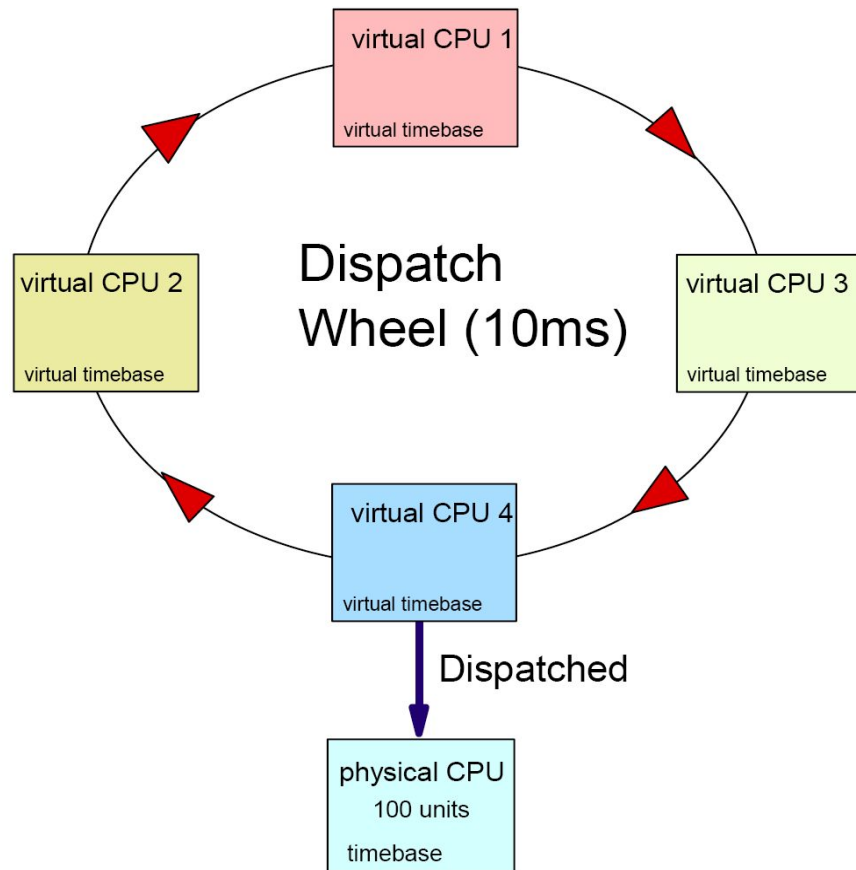 virtual CPU 1
virtual timebase
Dispatch
Wheel (10ms)
virtual CPU 2
virtual timebase
virtual CPU 3
virtual timebase
virtual CPU 4
virtual timebase
Dispatched
physical CPU
100 units
timebase